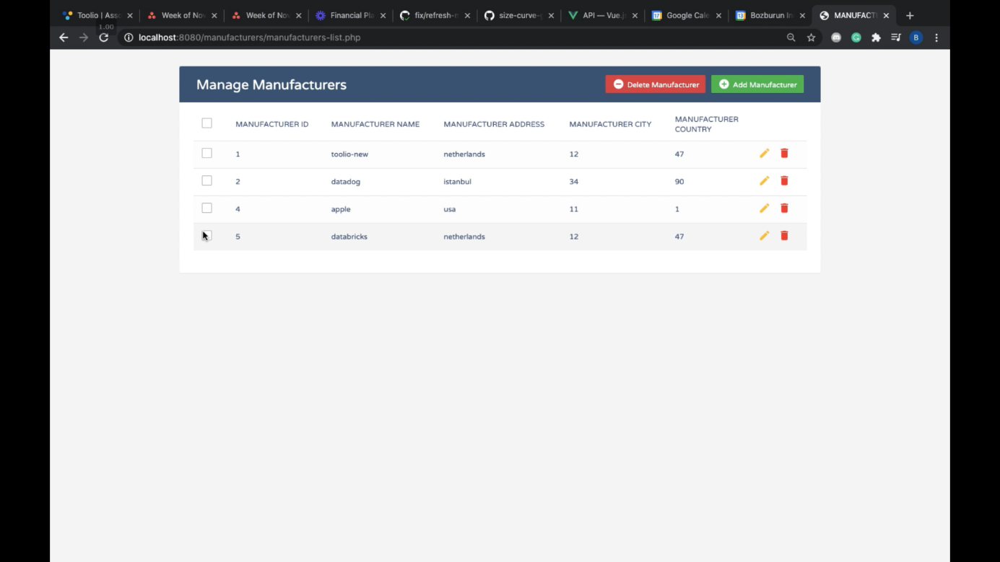 Toolio | Asso
Week of Nov
Week of Nov
Financial Pla
fix/refresh-n
size-curve-g
API — Vue.js
Google Cale
Bozburun In
MANUFACTU
1.00
localhost:8080/manufacturers/manufacturers-list.php
B
Manage Manufacturers
Delete Manufacturer
Add Manufacturer
MANUFACTURER ID MANUFACTURER NAME MANUFACTURER ADDRESS MANUFACTURER CITY MANUFACTURER
COUNTRY
1 toolio-new netherlands 12 47
2 datadog istanbul 34 90
4 apple usa 11 1
5 databricks netherlands 12 47